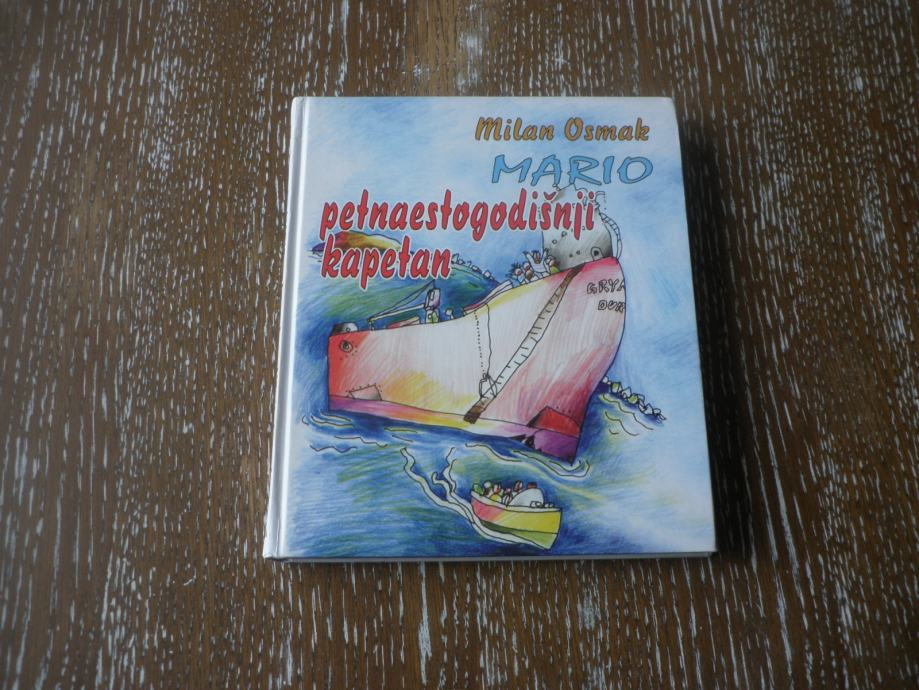 Milan Osmak
MARIO
petnaestogodišnji
kapetan